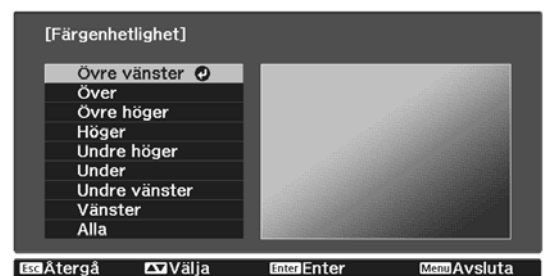 [Färgenhetlighet]
Övre vänster
Över
Övre höger
Höger
Undre höger
Under
Undre vänster
Vänster
Alla
Esc Återgå Välja Enter Enter Menu Avsluta